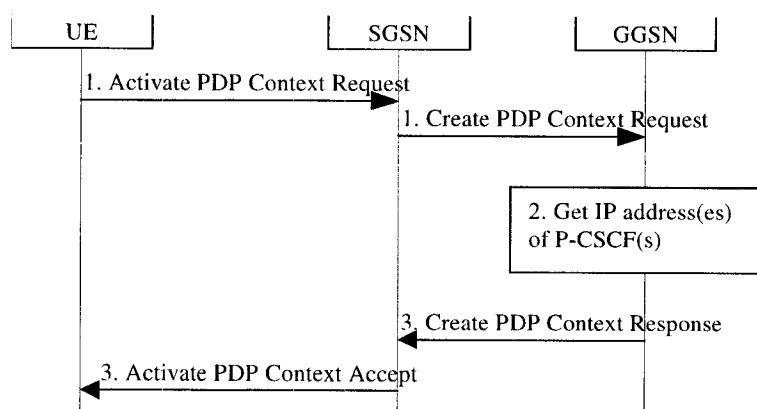 UE
SGSN
GGSN
1. Activate PDP Context Request
1. Create PDP Context Request
2. Get IP address(es)
of P-CSCF(s)
3. Create PDP Context Response
3. Activate PDP Context Accept